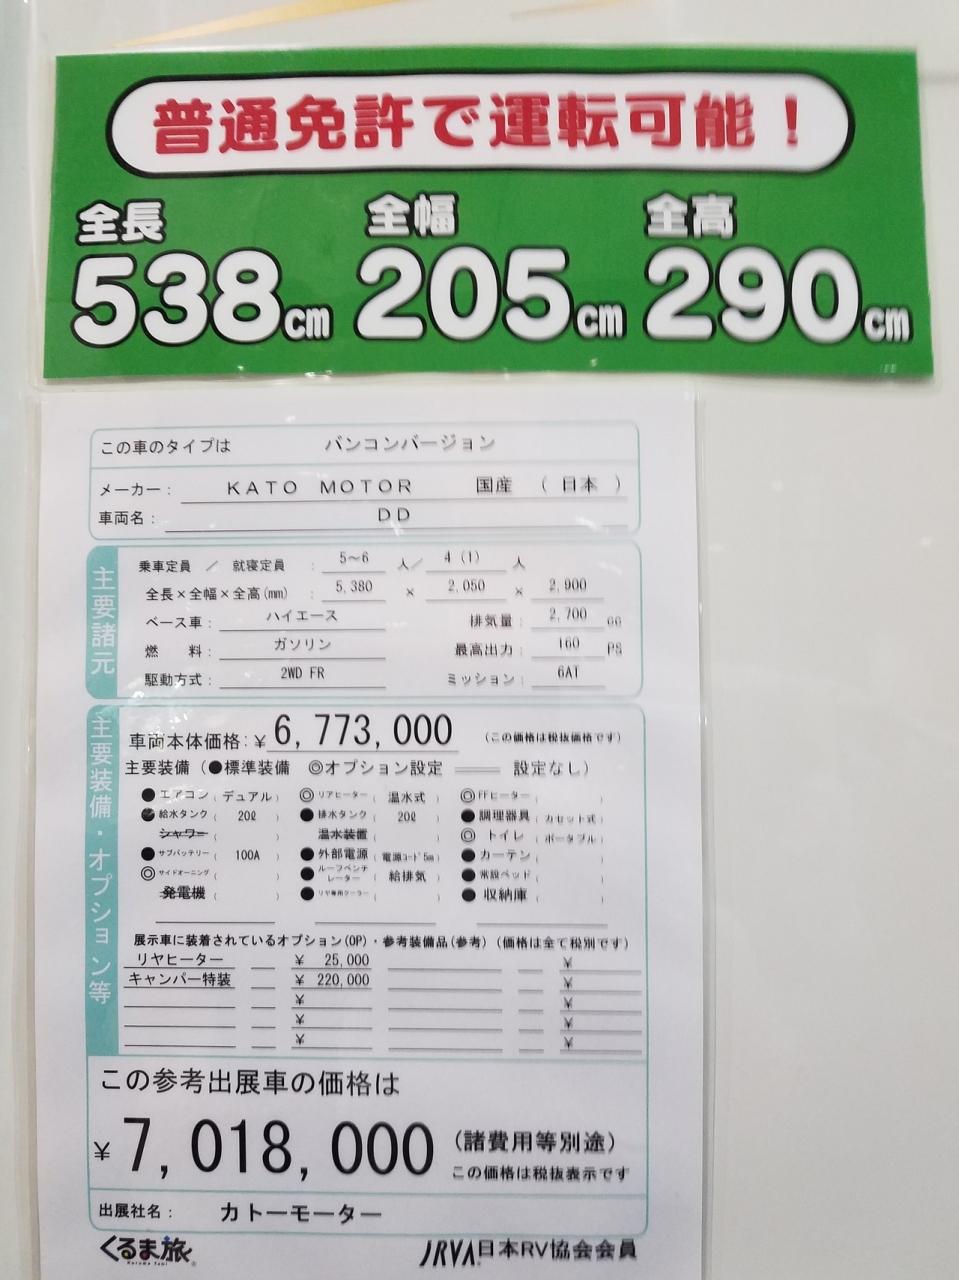 普通免許で運転可能！
全長 全幅 全高
538cm 205cm 290cm
この車のタイプは バンコンバージョン
メーカー： KATO MOTOR 国産 （ 日本 ）
車両名： DD
主要諸元
乗車定員 ／ 就寝定員 ： 5～6 人／ 4 (1) 人
全長×全幅×全高(mm) ： 5,380 × 2,050 × 2,900
ベース車： ハイエース 排気量： 2,700 cc
燃 料： ガソリン 最高出力： 160 PS
駆動方式： 2WD FR ミッション： 6AT
主要装備・オプション等
車両本体価格：¥6,773,000 （この価格は税抜価格です）
主要装備（●標準装備 ◎オプション設定 ―― 設定なし）
●エアコン（ デュアル ） ◎リアヒーター（ 温水式 ） ◎FFヒーター（ ）
●給水タンク（ 20ℓ ） ●排水タンク（ 20ℓ ） ●調理器具（ カセット式 ）
シャワー 温水装置 ◎トイレ（ ポータブル ）
●サブバッテリー（ 100A ） ●外部電源（ 電源コード5m ） ●カーテン（ ）
◎サイドオーニング（ ） ●ルーフベンチレーター（ 給排気 ） ●常設ベッド（ ）
発電機（ ） ●リヤ専用クーラー（ ） ●収納庫（ ）
展示車に装着されているオプション(OP)・参考装備品(参考)（価格は全て税別です）
リヤヒーター ¥ 25,000 ¥
キャンパー特装 ¥ 220,000 ¥
¥ ¥
¥ ¥
¥ ¥
この参考出展車の価格は
¥7,018,000 （諸費用等別途）
この価格は税抜表示です
出展社名： カトーモーター
くるま旅 JRVA 日本RV協会会員
Kuruma Tabi